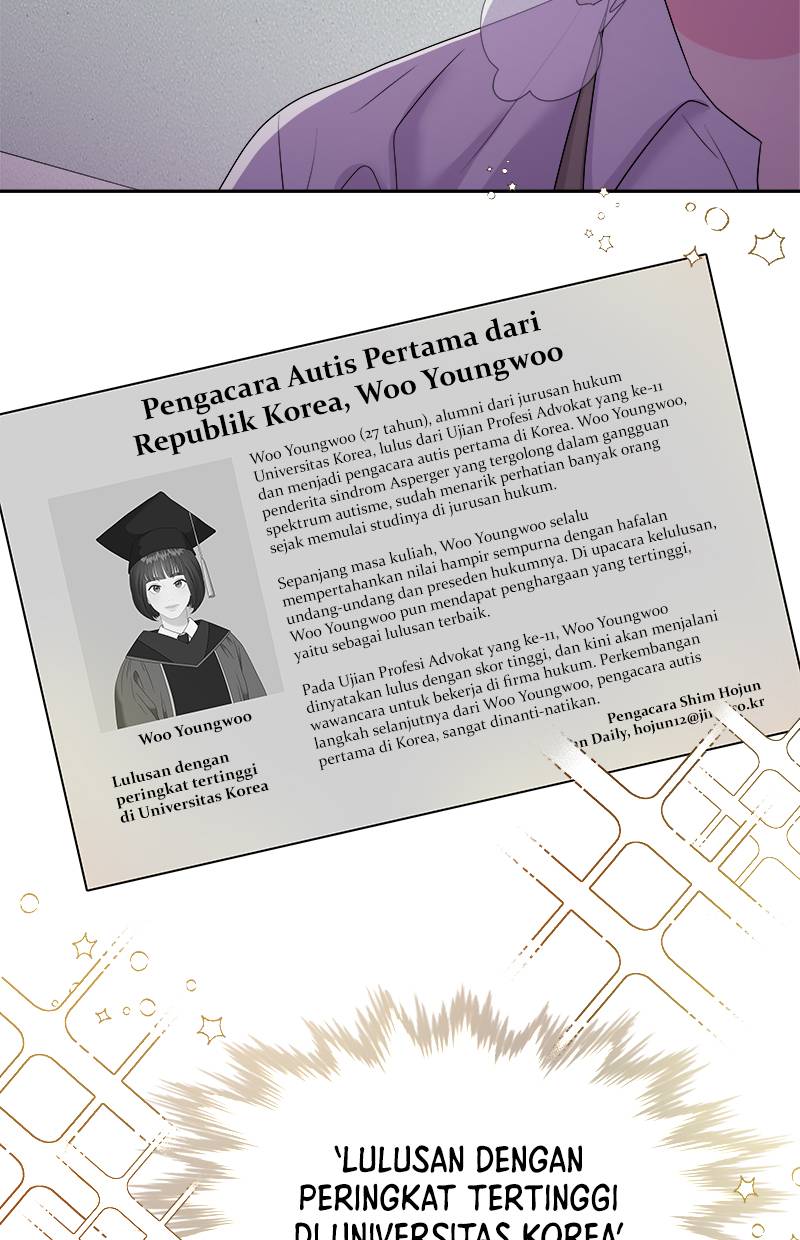 Pengacara Autis Pertama dari
Republik Korea, Woo Youngwoo
Woo Youngwoo (27 tahun), alumni dari jurusan hukum
Universitas Korea, lulus dari Ujian Profesi Advokat yang ke-11
dan menjadi pengacara autis pertama di Korea. Woo Youngwoo,
penderita sindrom Asperger yang tergolong dalam gangguan
spektrum autisme, sudah menarik perhatian banyak orang
sejak memulai studinya di jurusan hukum.
Sepanjang masa kuliah, Woo Youngwoo selalu
mempertahankan nilai hampir sempurna dengan hafalan
undang-undang dan preseden hukumnya. Di upacara kelulusan,
Woo Youngwoo pun mendapat penghargaan yang tertinggi,
yaitu sebagai lulusan terbaik.
Pada Ujian Profesi Advokat yang ke-11, Woo Youngwoo
dinyatakan lulus dengan skor tinggi, dan kini akan menjalani
wawancara untuk bekerja di firma hukum. Perkembangan
langkah selanjutnya dari Woo Youngwoo, pengacara autis
pertama di Korea, sangat dinanti-natikan.
Pengacara Shim Hojun
Daily,
Woo Youngwoo
Lulusan dengan
peringkat tertinggi
di Universitas Korea
'LULUSAN DENGAN
PERINGKAT TERTINGGI
DI UNIVERSITAS KOREA'